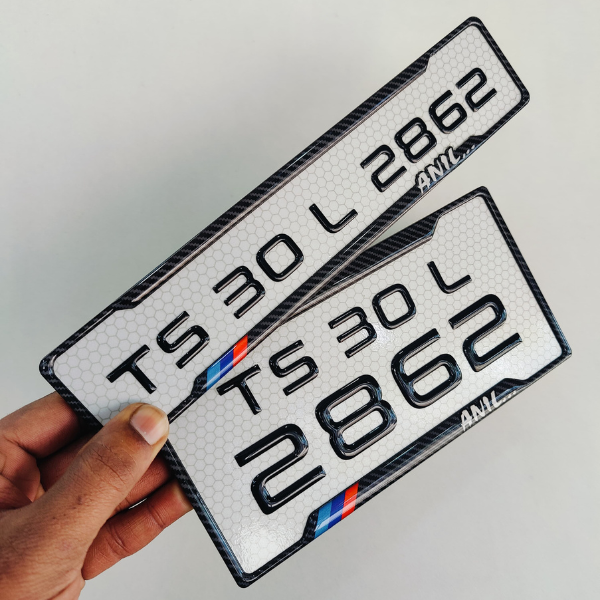 TS 30 L 2862
ANIL...
TS 30 L
2862
ANIL...